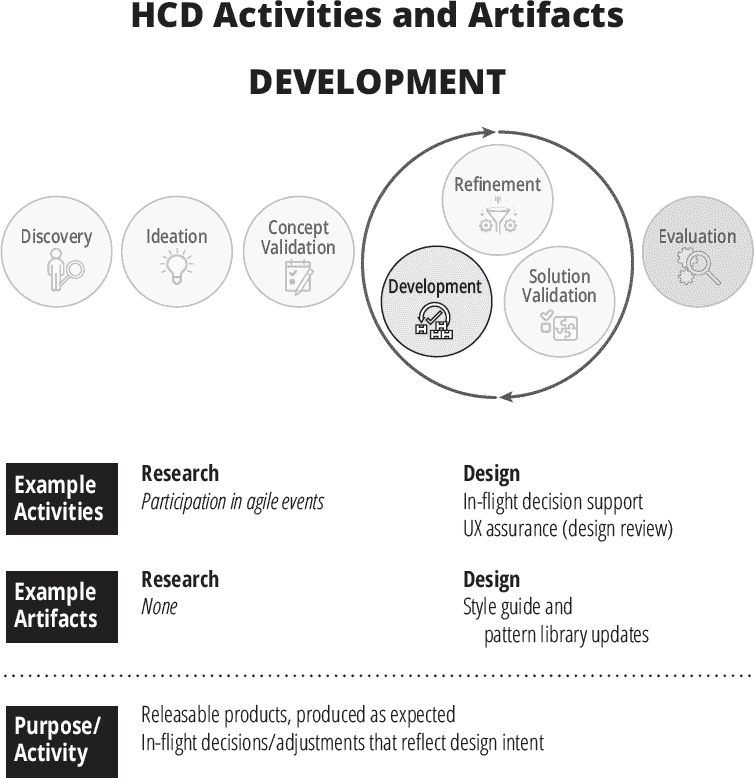 HCD Activities and Artifacts
DEVELOPMENT
Discovery
Ideation
Concept
Validation
Refinement
Development
Solution
Validation
Evaluation
Example
Activities
Research
Participation in agile events
Design
In-flight decision support
UX assurance (design review)
Example
Artifacts
Research
None
Design
Style guide and
pattern library updates
Purpose/
Activity
Releasable products, produced as expected
In-flight decisions/adjustments that reflect design intent